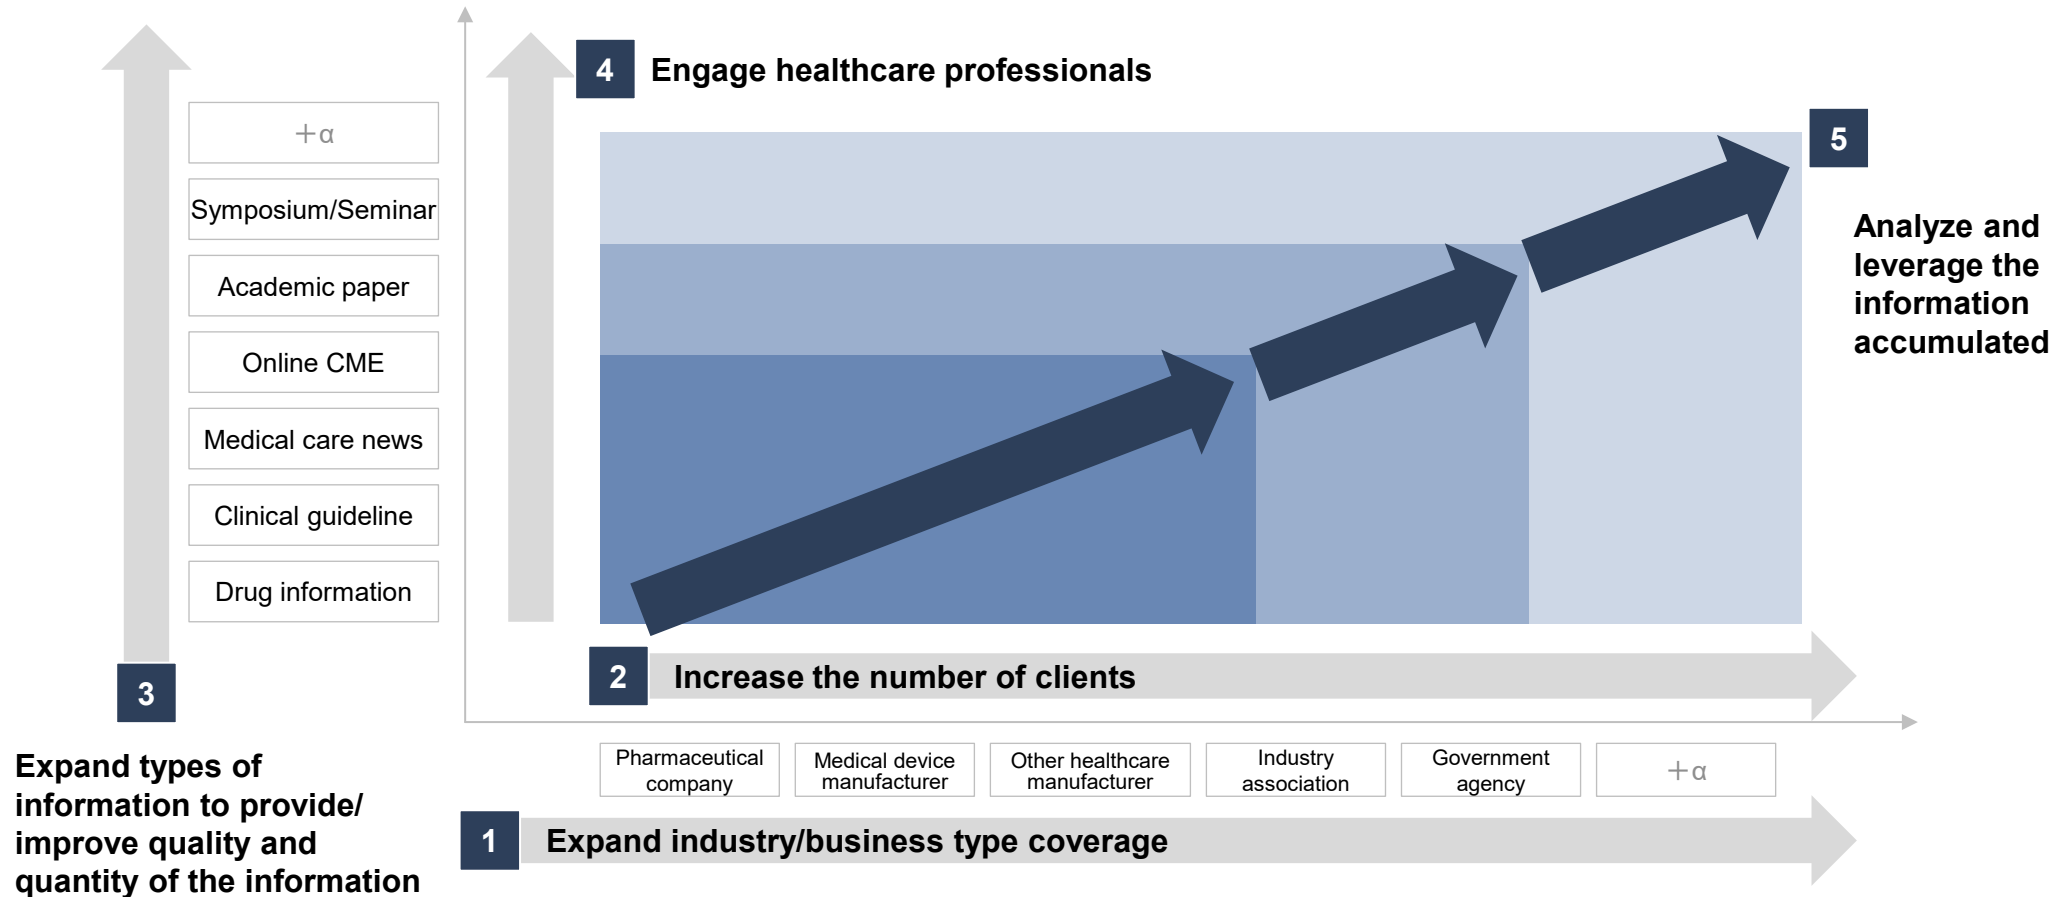 4
Engage healthcare professionals
5
Analyze and
leverage the
information
accumulated
＋α
Symposium/Seminar
Academic paper
Online CME
Medical care news
Clinical guideline
Drug information
3
Expand types of
information to provide/
improve quality and
quantity of the information
2
Increase the number of clients
Pharmaceutical
company
Medical device
manufacturer
Other healthcare
manufacturer
Industry
association
Government
agency
＋α
1
Expand industry/business type coverage